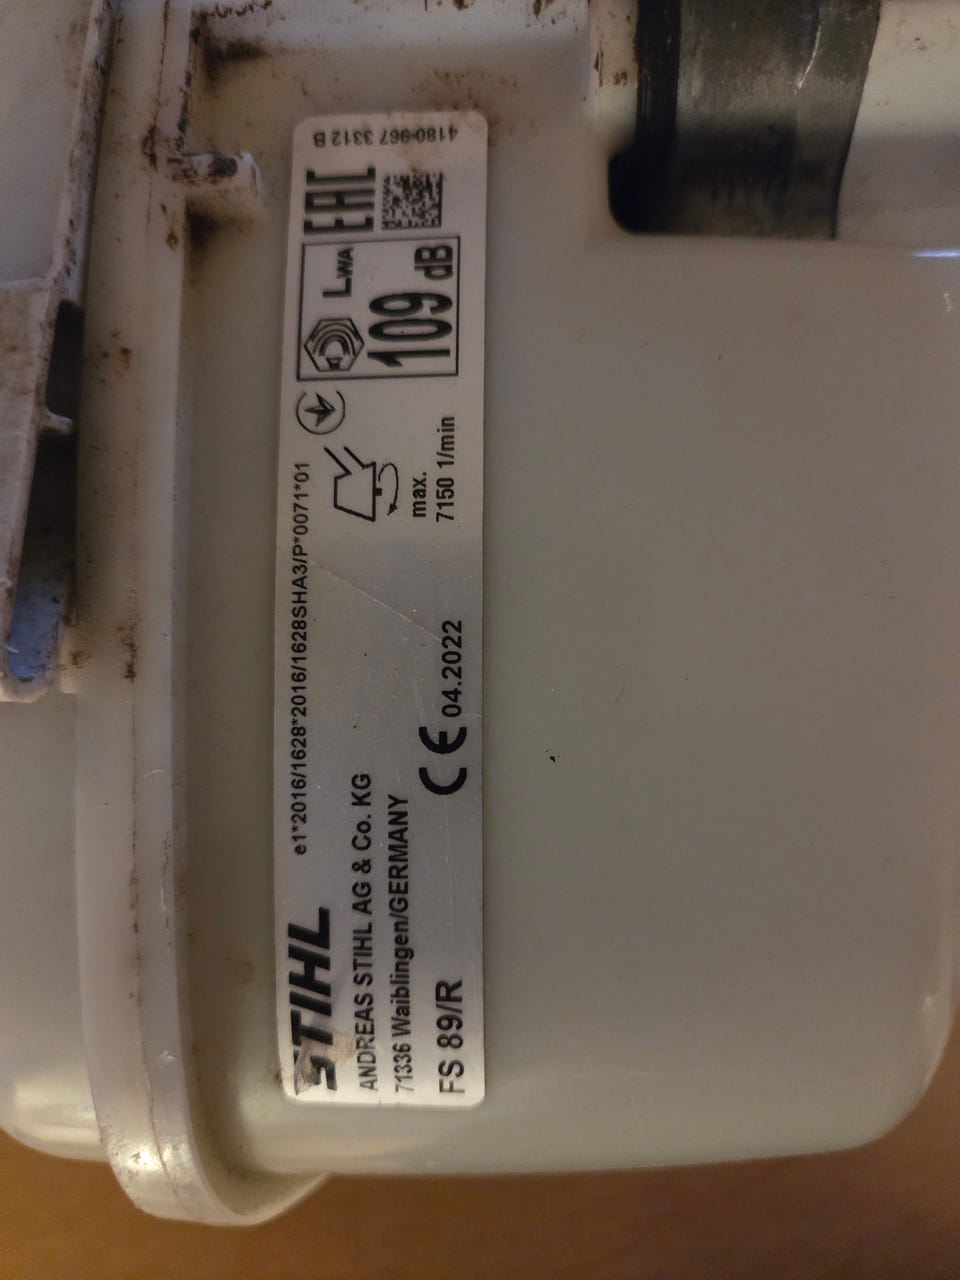 STIHL
e1*2016/1628*2016/1628SHA3/P*0071*01
ANDREAS STIHL AG & Co. KG
71336 Waiblingen/GERMANY
FS 89/R
CE 04.2022
max.
7150 1/min
LWA
109 dB
EAC
4180-967 3312 B